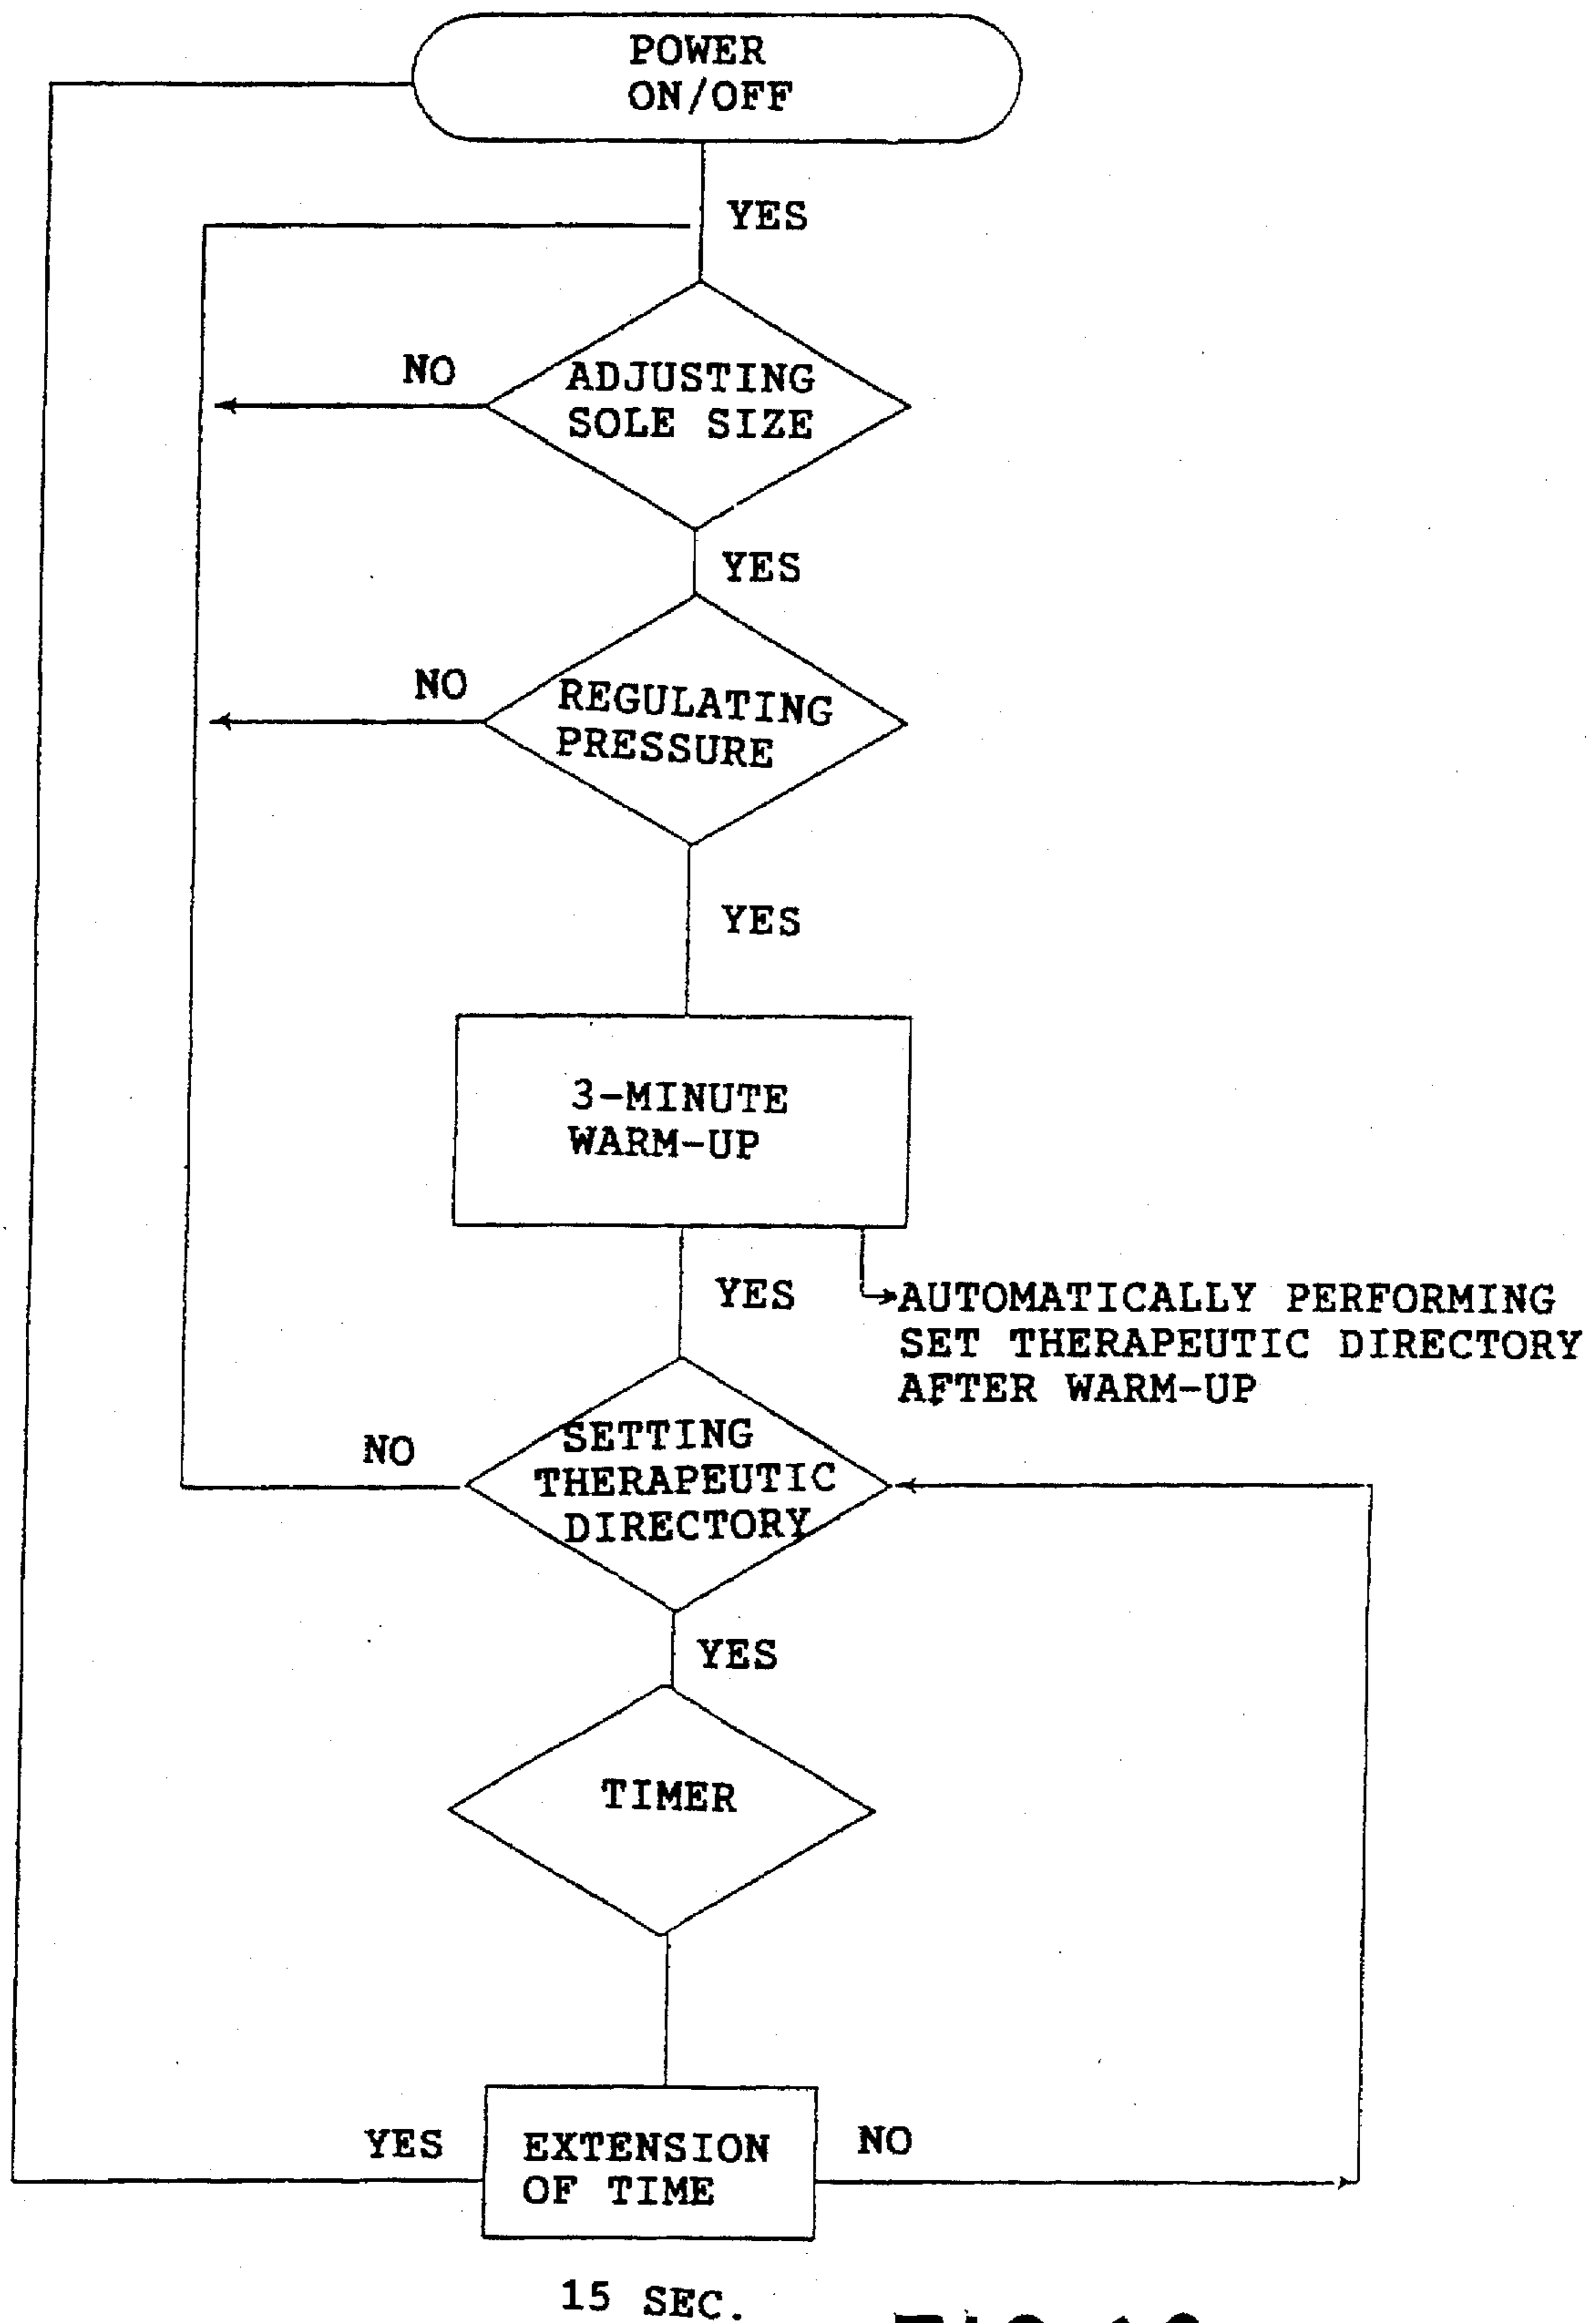 POWER
ON/OFF
YES
NO
ADJUSTING
SOLE SIZE
YES
NO
REGULATING
PRESSURE
YES
3-MINUTE
WARM-UP
YES
AUTOMATICALLY PERFORMING
SET THERAPEUTIC DIRECTORY
AFTER WARM-UP
NO
SETTING
THERAPEUTIC
DIRECTORY
YES
TIMER
YES
EXTENSION
OF TIME
NO
15 SEC.